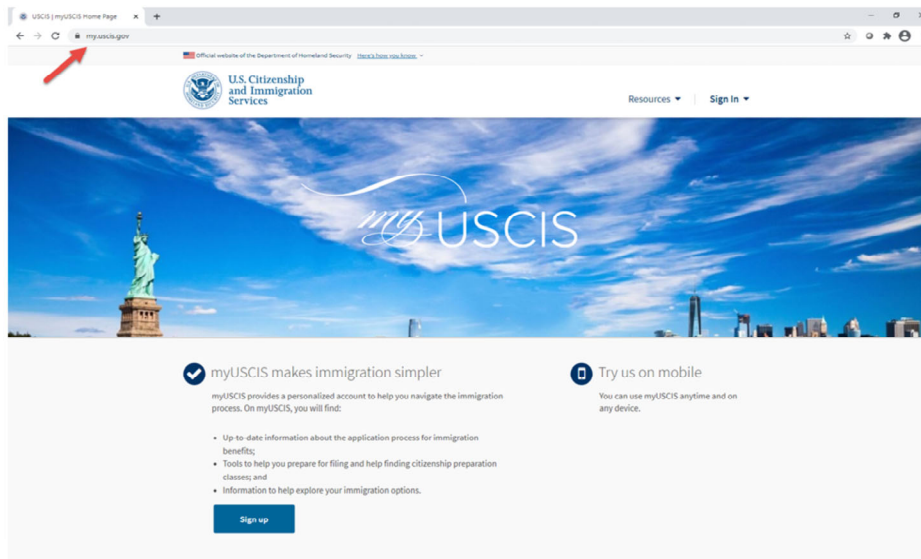 USCIS | myUSCIS Home Page
my.uscis.gov
Official website of the Department of Homeland Security Here's how you know
U.S. Citizenship
and Immigration
Services
Resources
Sign In
my USCIS
myUSCIS makes immigration simpler
myUSCIS provides a personalized account to help you navigate the immigration
process. On myUSCIS, you will find:
• Up-to-date information about the application process for immigration
benefits;
• Tools to help you prepare for filing and help finding citizenship preparation
classes; and
• Information to help explore your immigration options.
Sign up
Try us on mobile
You can use myUSCIS anytime and on
any device.